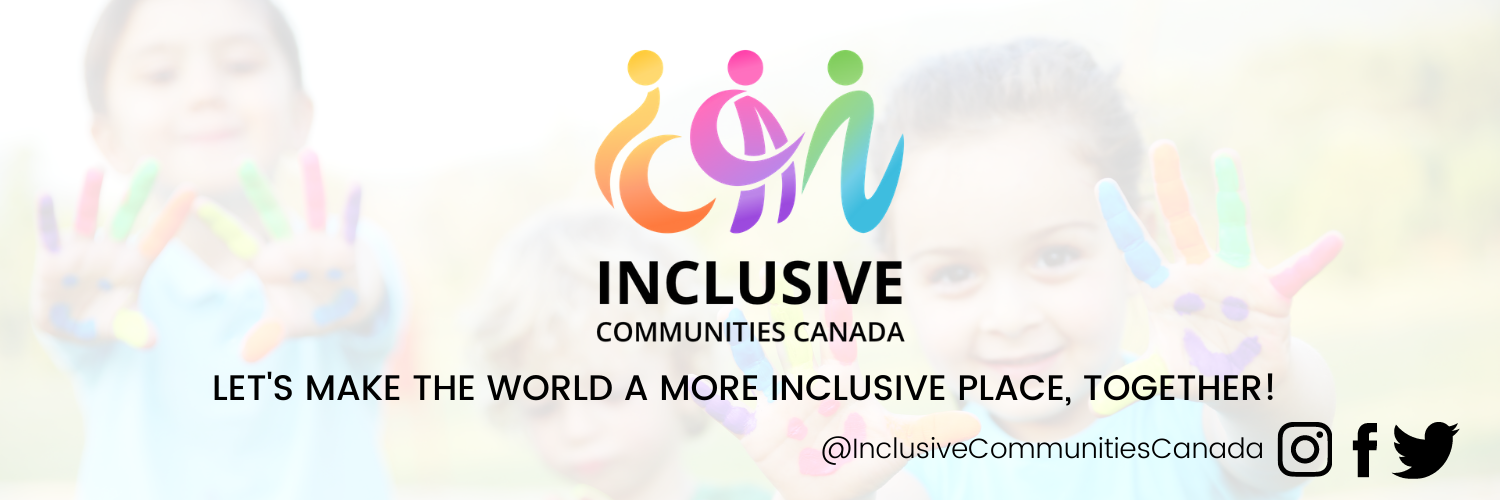 INCLUSIVE
COMMUNITIES CANADA
LET'S MAKE THE WORLD A MORE INCLUSIVE PLACE, TOGETHER!
@InclusiveCommunitiesCanada